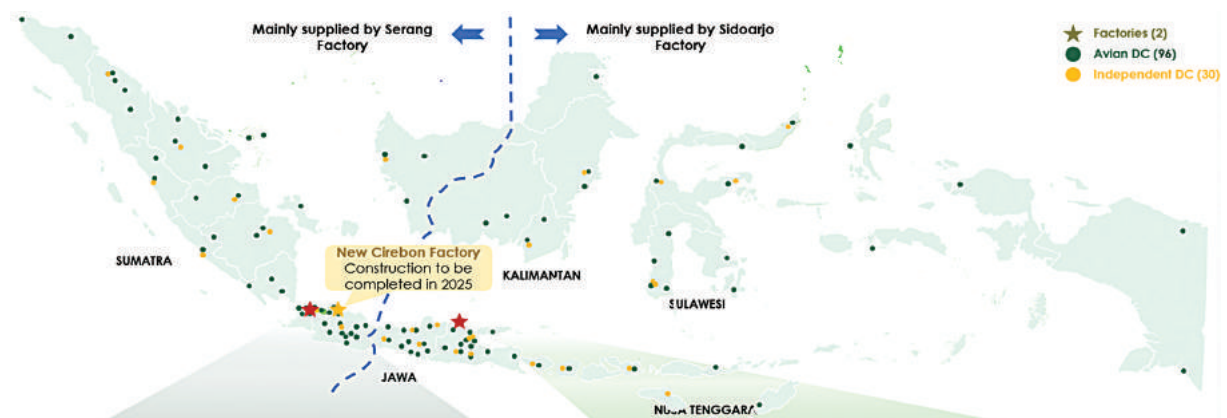 Mainly supplied by Serang
Factory
Mainly supplied by Sidoarjo
Factory
Factories (2)
Avian DC (96)
Independent DC (30)
SUMATRA
New Cirebon Factory
Construction to be
completed in 2025
KALIMANTAN
SULAWESI
JAWA
NUSA TENGGARA